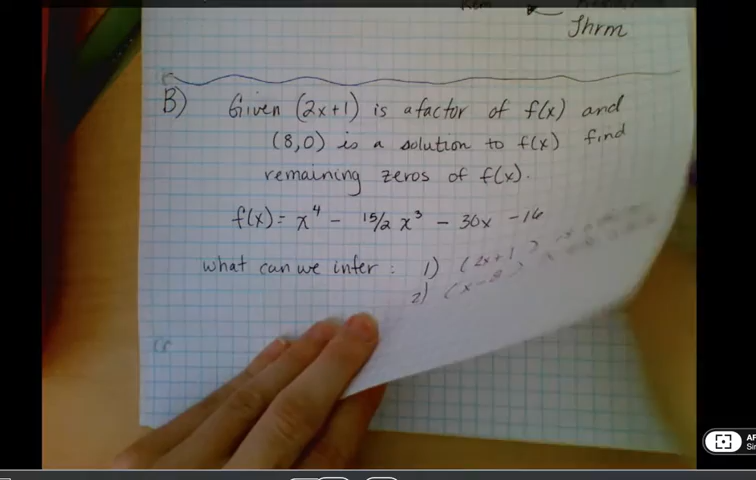 Thrm
B) Given (2x+1) is a factor of f(x) and
(8,0) is a solution to f(x) find
remaining zeros of f(x).
f(x) = x⁴ - 15/2 x³ - 30x - 16
what can we infer : 1) (2x+1)
2) (x-8)